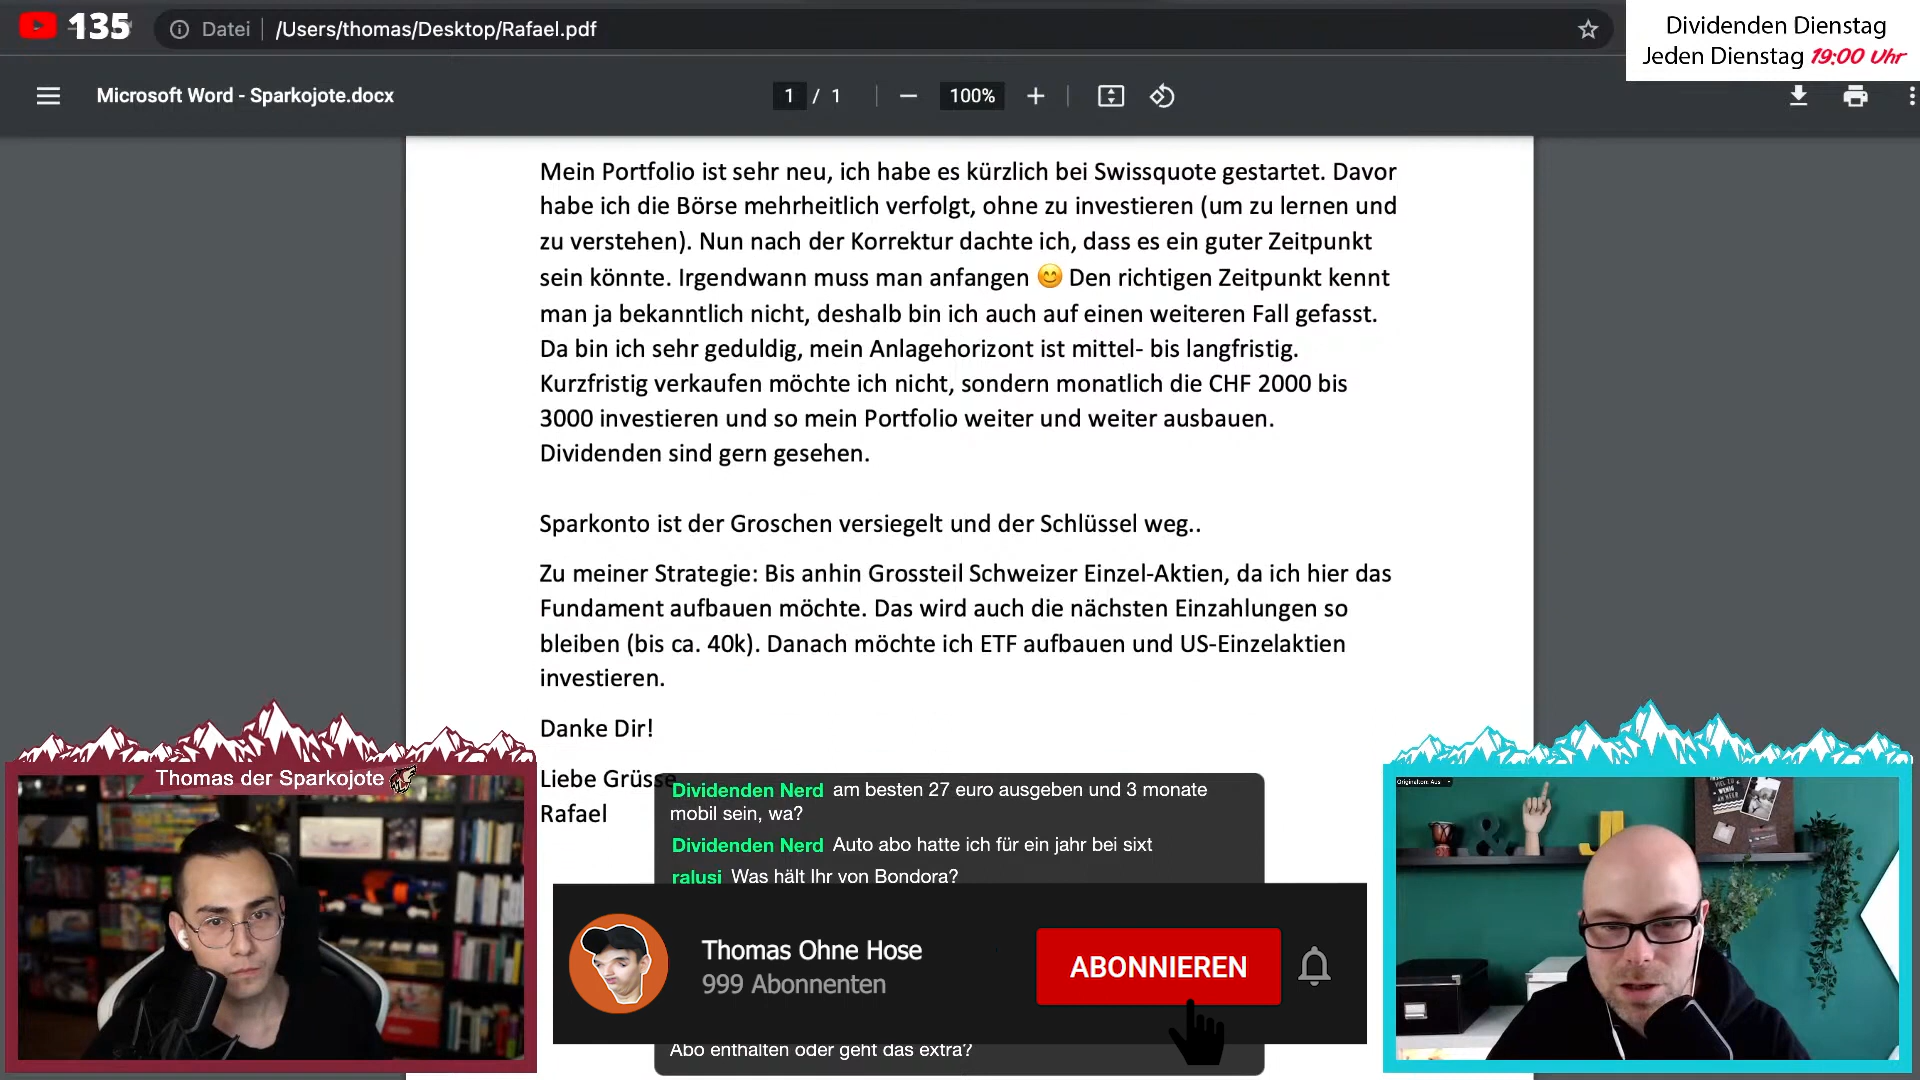 135
Datei
/Users/thomas/Desktop/Rafael.pdf
Dividenden Dienstag
Jeden Dienstag 19:00 Uhr
Microsoft Word - Sparkojote.docx
1 / 1
100%
Mein Portfolio ist sehr neu, ich habe es kürzlich bei Swissquote gestartet. Davor
habe ich die Börse mehrheitlich verfolgt, ohne zu investieren (um zu lernen und
zu verstehen). Nun nach der Korrektur dachte ich, dass es ein guter Zeitpunkt
sein könnte. Irgendwann muss man anfangen 😊 Den richtigen Zeitpunkt kennt
man ja bekanntlich nicht, deshalb bin ich auch auf einen weiteren Fall gefasst.
Da bin ich sehr geduldig, mein Anlagehorizont ist mittel- bis langfristig.
Kurzfristig verkaufen möchte ich nicht, sondern monatlich die CHF 2000 bis
3000 investieren und so mein Portfolio weiter und weiter ausbauen.
Dividenden sind gern gesehen.
Sparkonto ist der Groschen versiegelt und der Schlüssel weg..
Zu meiner Strategie: Bis anhin Grossteil Schweizer Einzel-Aktien, da ich hier das
Fundament aufbauen möchte. Das wird auch die nächsten Einzahlungen so
bleiben (bis ca. 40k). Danach möchte ich ETF aufbauen und US-Einzelaktien
investieren.
Danke Dir!
Liebe Grüsse
Rafael
Thomas der Sparkojote
Dividenden Nerd am besten 27 euro ausgeben und 3 monate
mobil sein, wa?
Dividenden Nerd Auto abo hatte ich für ein jahr bei sixt
ralusi Was hält Ihr von Bondora?
Thomas Ohne Hose
999 Abonnenten
ABONNIEREN
Abo enthalten oder geht das extra?
Originalton: Aus